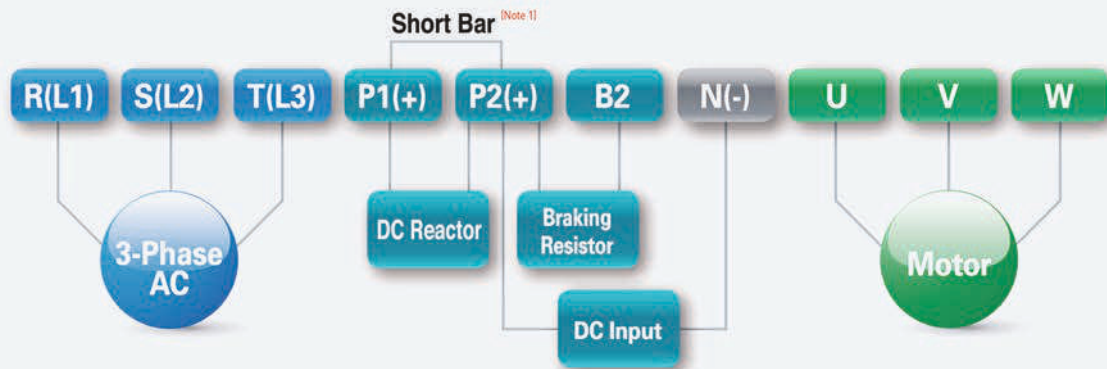 Short Bar [Note 1]
R(L1) S(L2) T(L3) P1(+) P2(+) B2 N(-) U V W
DC Reactor
Braking
Resistor
3-Phase
AC
Motor
DC Input